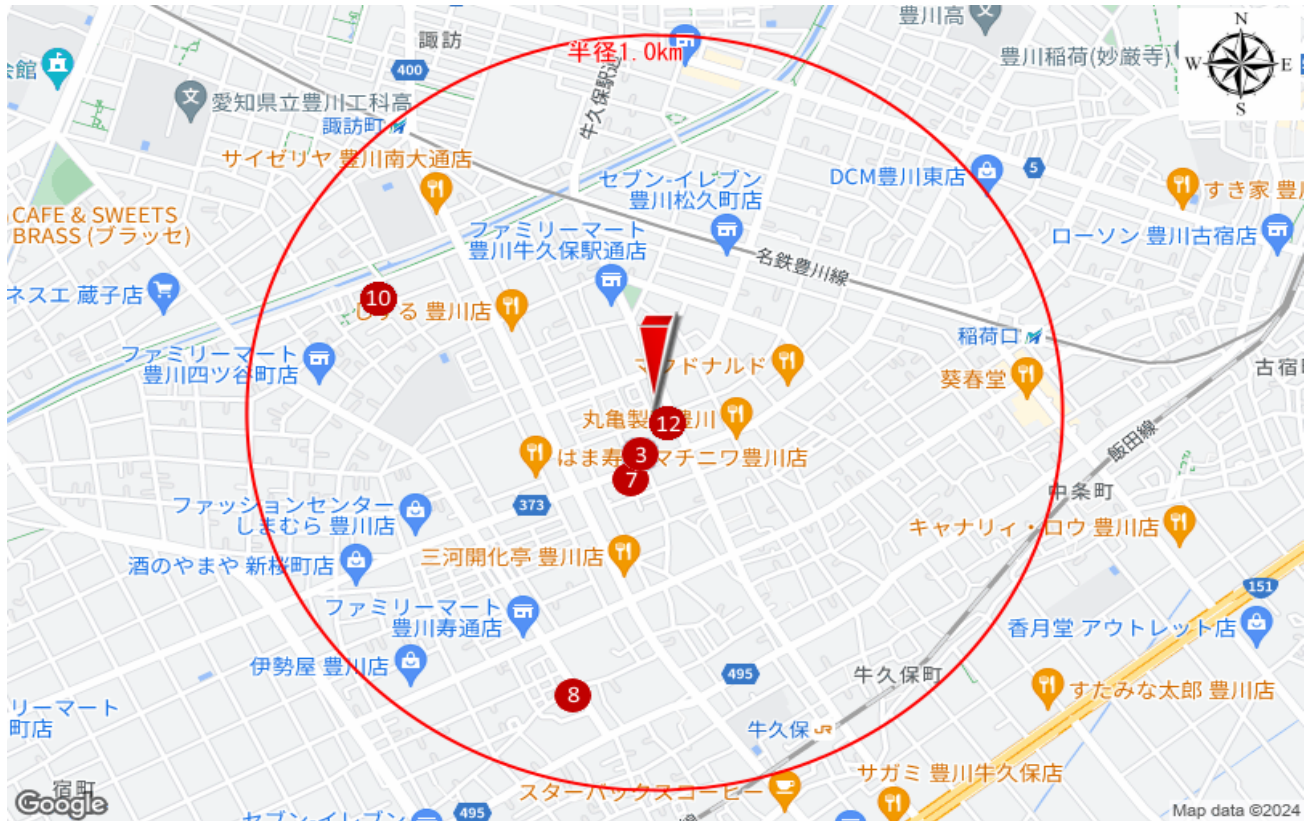 豊川高
諏訪
半径1.0km
豊川稲荷(妙厳寺)
N
W
E
S
会館
400
愛知県立豊川工科高
牛久保駅通
諏訪町
サイゼリヤ 豊川南大通店
セブン-イレブン
豊川松久町店
DCM豊川東店
5
すき家 豊川
CAFE & SWEETS
BRASS (ブラッセ)
ファミリーマート
豊川牛久保駅通店
ローソン 豊川古宿店
名鉄豊川線
ネスエ 蔵子店
10
る 豊川店
稲荷口
ファミリーマート
豊川四ツ谷町店
マクドナルド
古宿町
葵春堂
丸亀製
豊川
12
はま寿
3
マチニワ豊川店
7
飯田線
中条町
373
ファッションセンター
しまむら 豊川店
キャナリィ・ロウ 豊川店
三河開化亭 豊川店
酒のやまや 新桜町店
151
ファミリーマート
豊川寿通店
香月堂 アウトレット店
伊勢屋 豊川店
495
牛久保町
8
すたみな太郎 豊川店
リーマート
町店
牛久保
サガミ 豊川牛久保店
宿町
スターバックスコーヒー
Google
495
セブン-イレブン
線
Map data ©2024